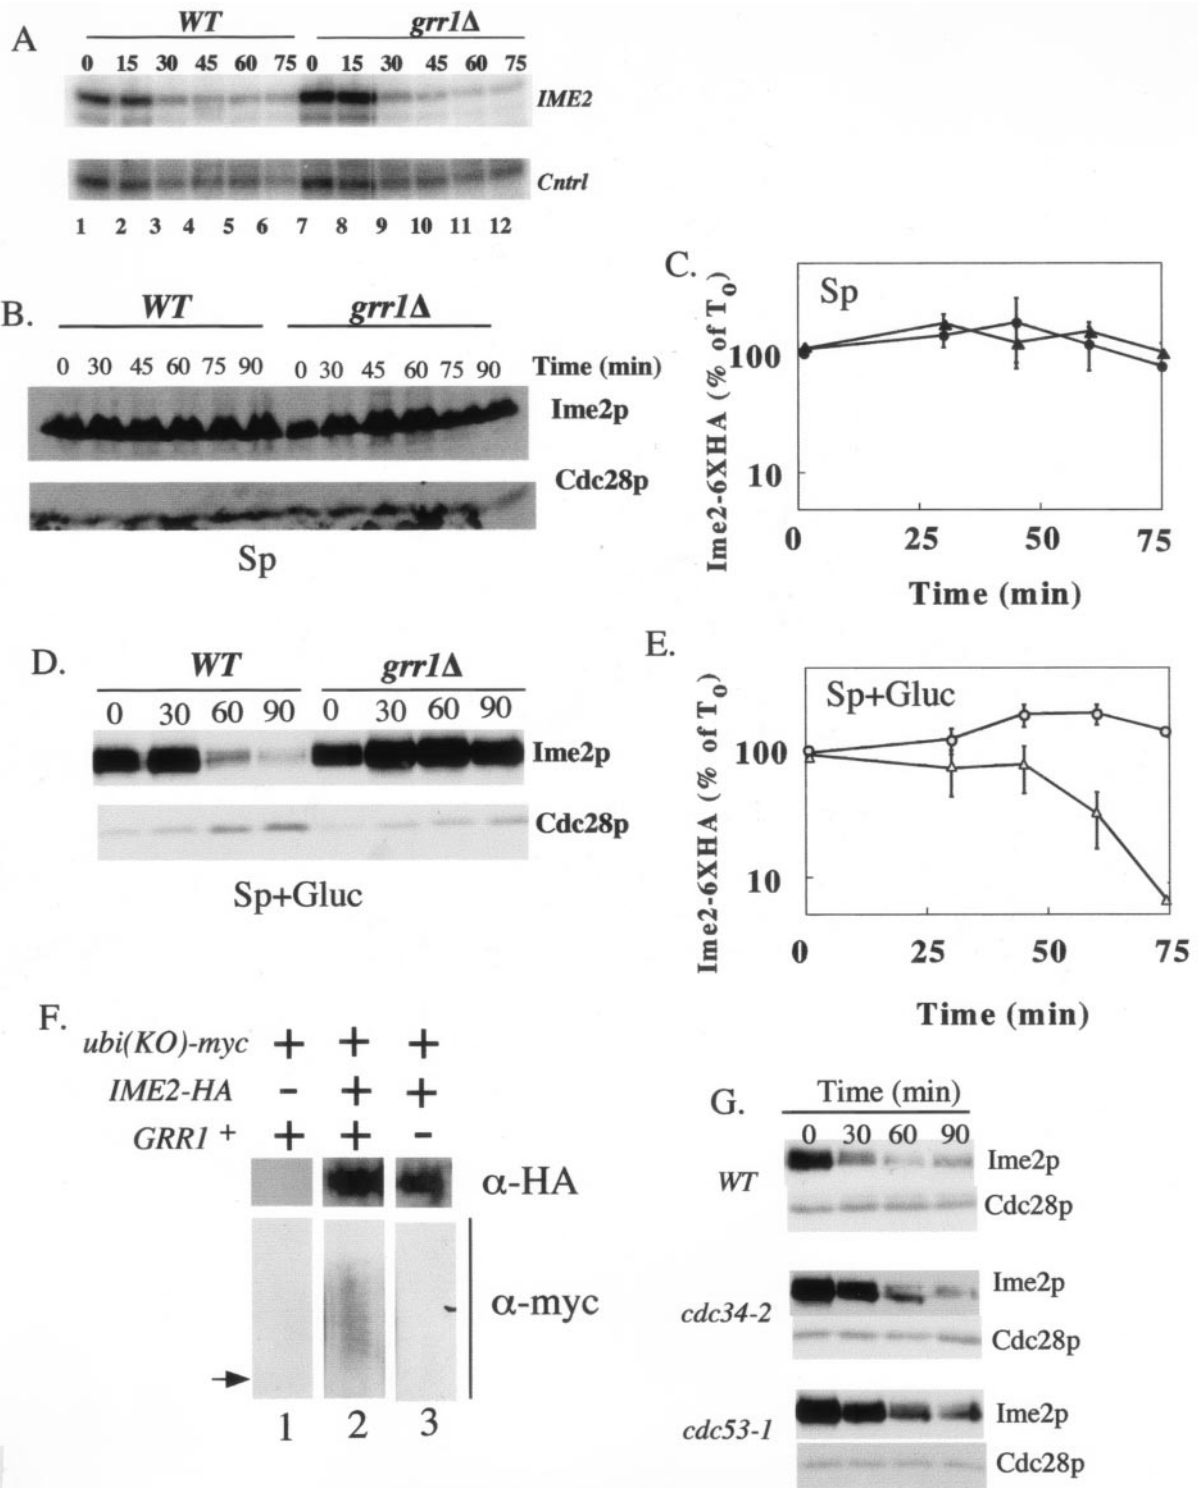 A
WT grr1Δ
0 15 30 45 60 75 0 15 30 45 60 75
IME2
Cntrl
1 2 3 4 5 6 7 8 9 10 11 12
B.
WT grr1Δ
0 30 45 60 75 90 0 30 45 60 75 90 Time (min)
Ime2p
Cdc28p
Sp
C.
Sp
Ime2-6XHA (% of T0)
100
10
0 25 50 75
Time (min)
D.
WT grr1Δ
0 30 60 90 0 30 60 90
Ime2p
Cdc28p
Sp+Gluc
E.
Sp+Gluc
Ime2-6XHA (% of T0)
100
10
0 25 50 75
Time (min)
F.
ubi(KO)-myc + + +
IME2-HA - + +
GRR1 + + + -
α-HA
α-myc
1 2 3
G.
Time (min)
0 30 60 90
WT
Ime2p
Cdc28p
cdc34-2
Ime2p
Cdc28p
cdc53-1
Ime2p
Cdc28p